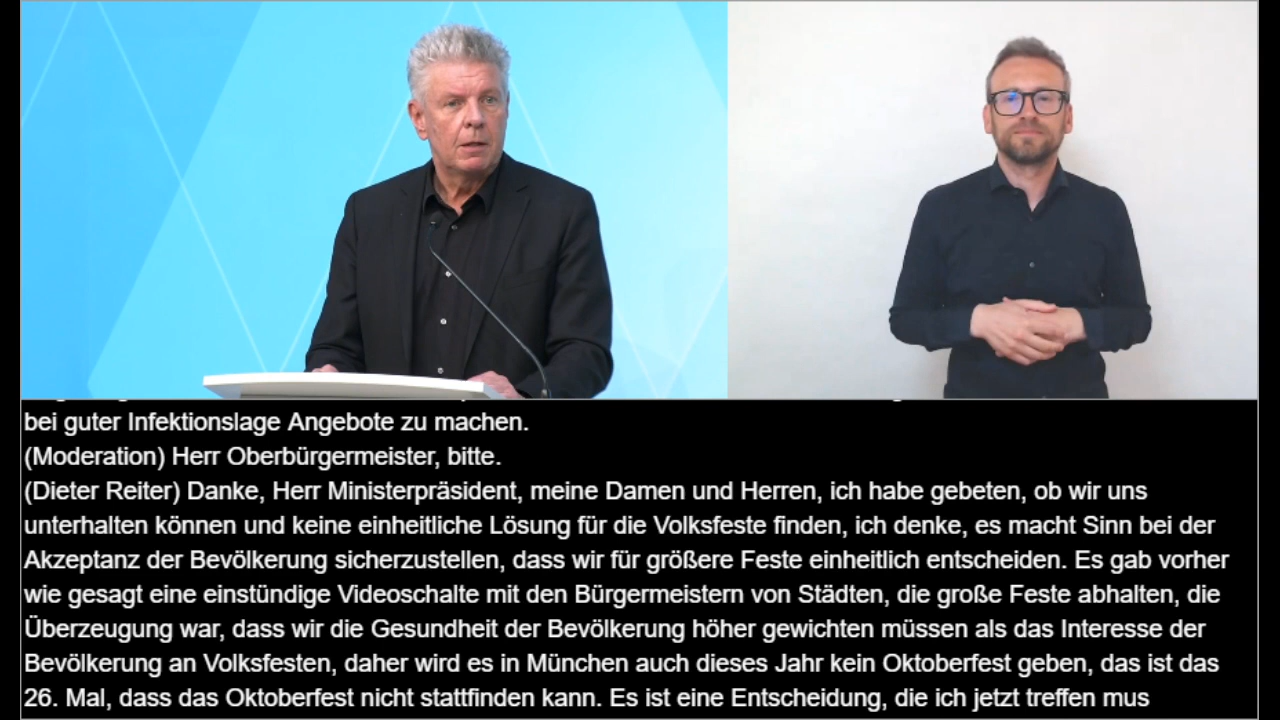 bei guter Infektionslage Angebote zu machen.
(Moderation) Herr Oberbürgermeister, bitte.
(Dieter Reiter) Danke, Herr Ministerpräsident, meine Damen und Herren, ich habe gebeten, ob wir uns
unterhalten können und keine einheitliche Lösung für die Volksfeste finden, ich denke, es macht Sinn bei der
Akzeptanz der Bevölkerung sicherzustellen, dass wir für größere Feste einheitlich entscheiden. Es gab vorher
wie gesagt eine einstündige Videoschalte mit den Bürgermeistern von Städten, die große Feste abhalten, die
Überzeugung war, dass wir die Gesundheit der Bevölkerung höher gewichten müssen als das Interesse der
Bevölkerung an Volksfesten, daher wird es in München auch dieses Jahr kein Oktoberfest geben, das ist das
26. Mal, dass das Oktoberfest nicht stattfinden kann. Es ist eine Entscheidung, die ich jetzt treffen mus